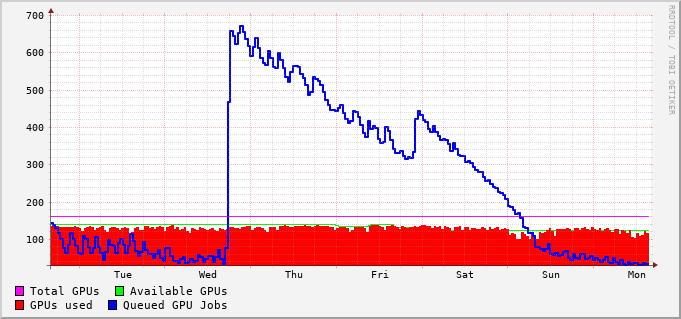 700
600
500
400
300
200
100
Tue Wed Thu Fri Sat Sun Mon
Total GPUs Available GPUs
GPUs used Queued GPU Jobs
RRDTOOL / TOBI OETIKER